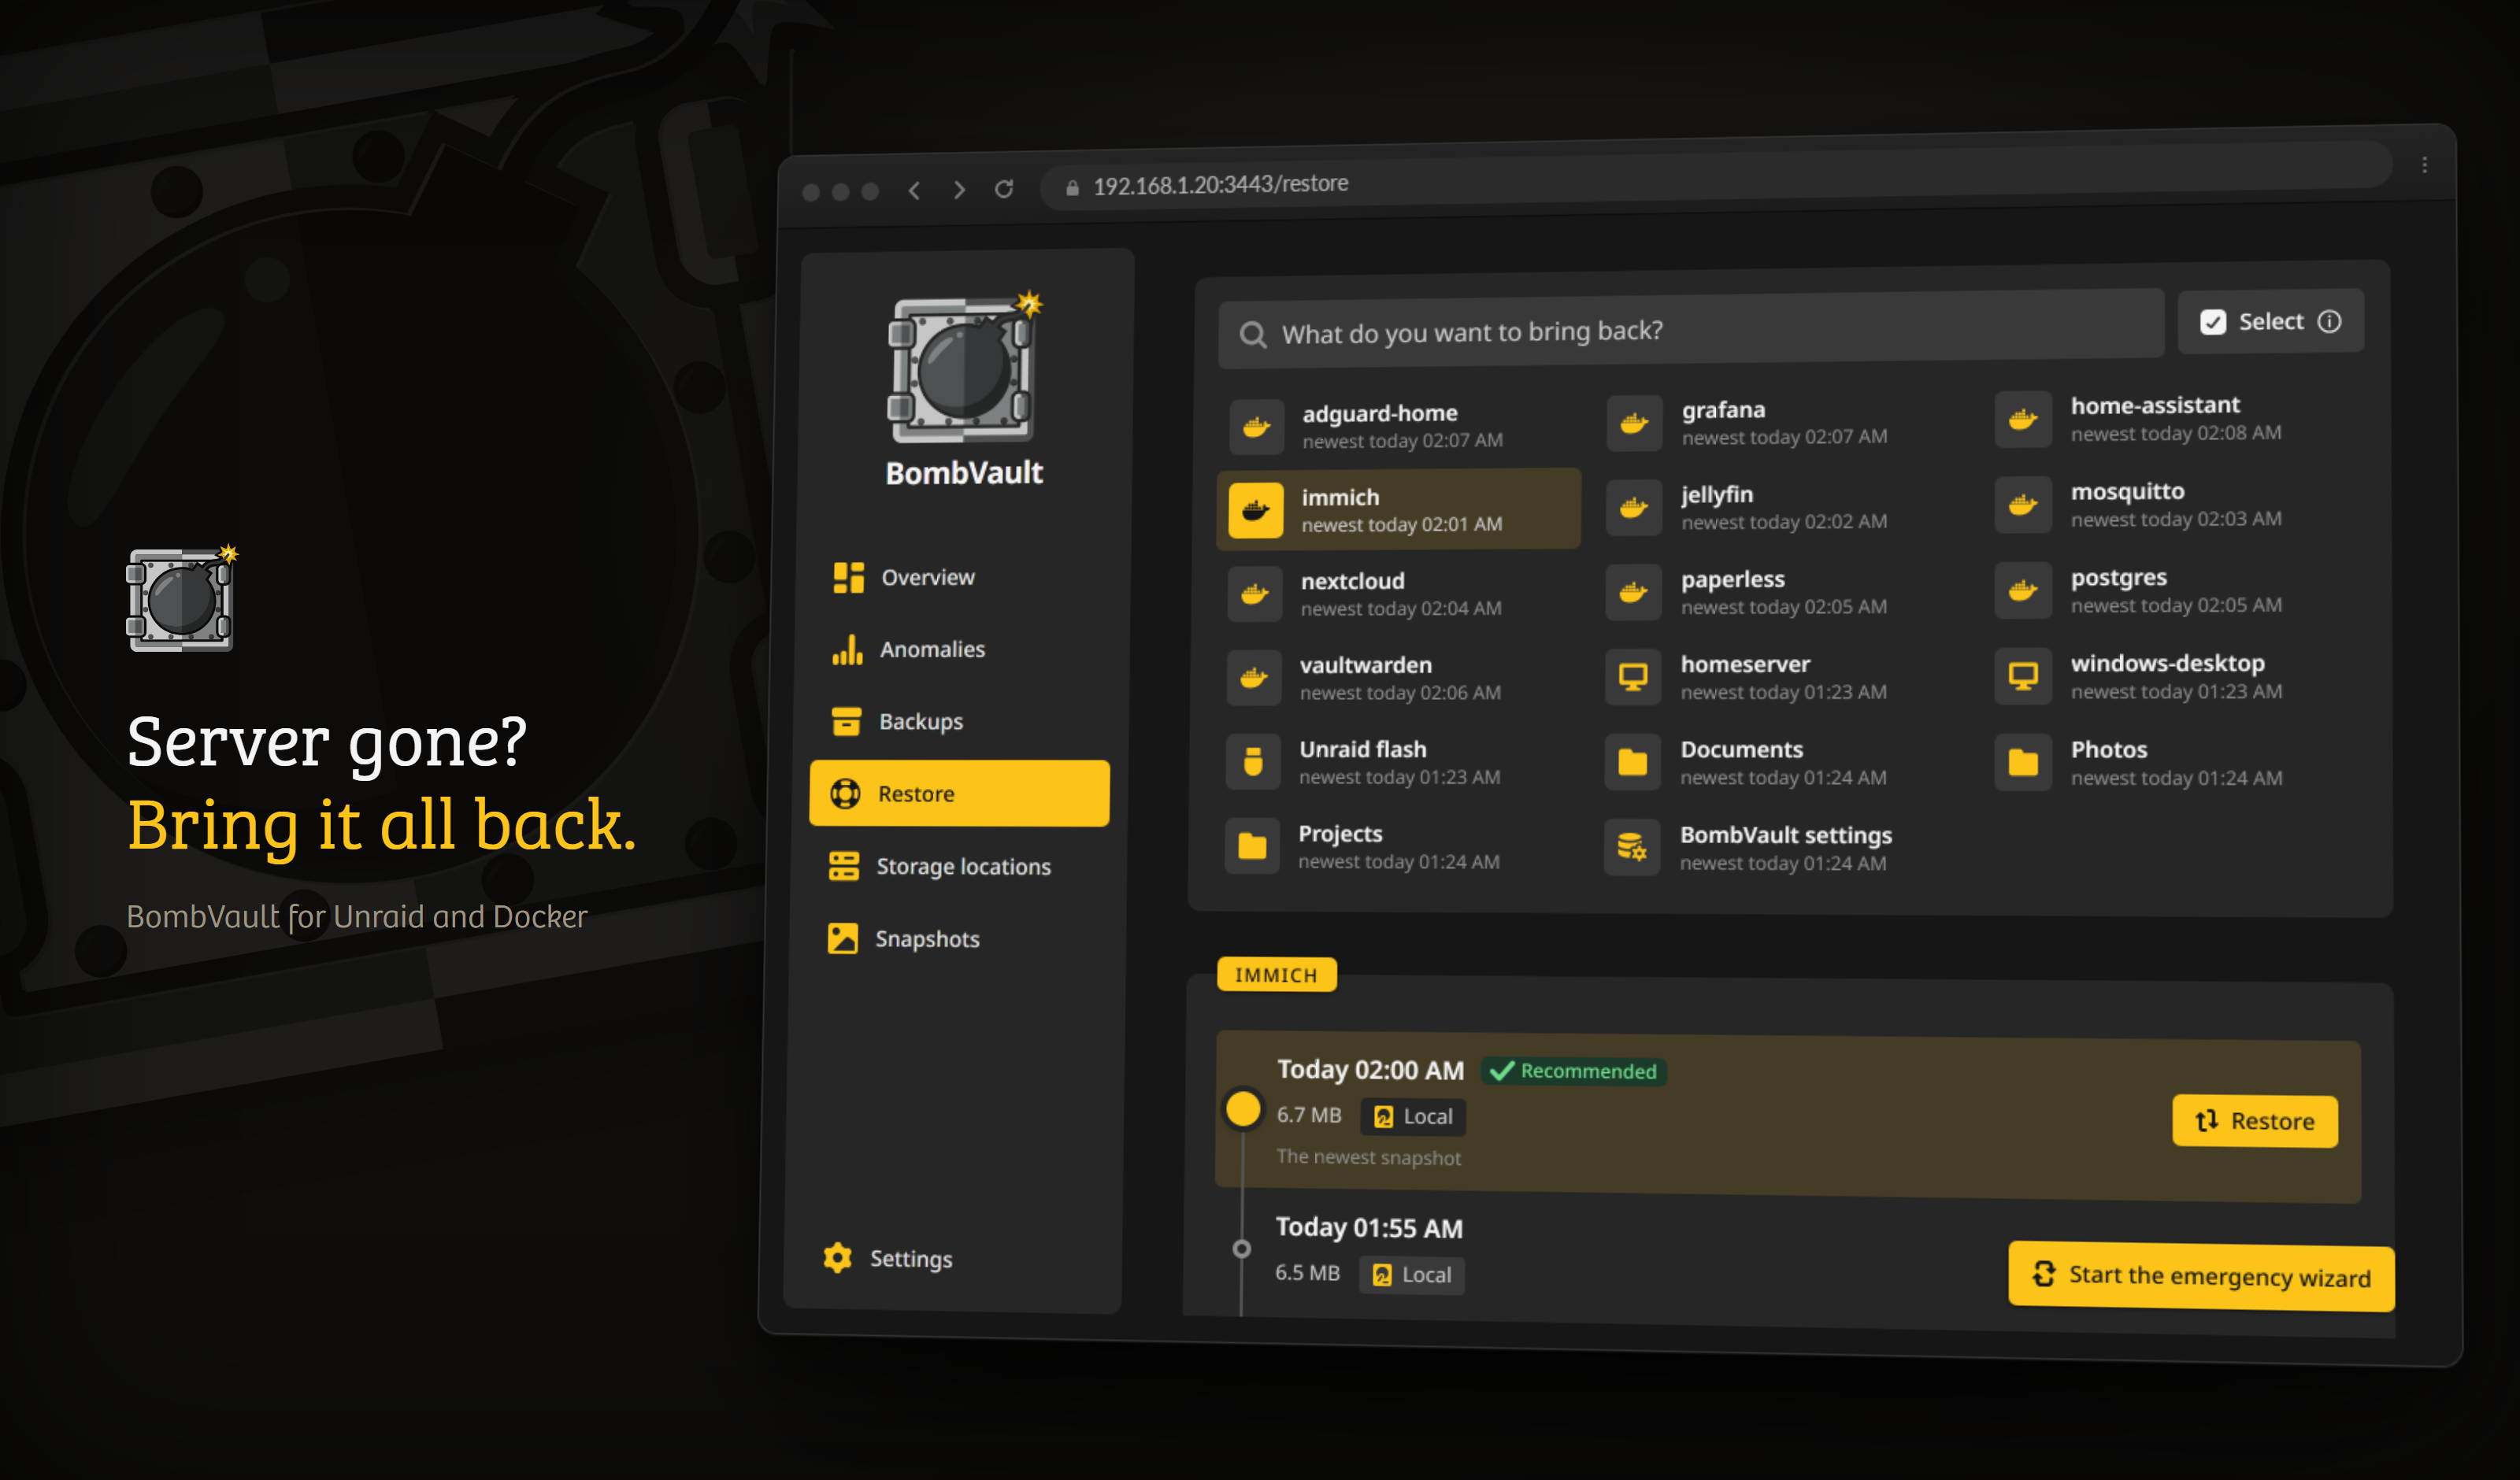 Server gone?
Bring it all back.
BombVault for Unraid and Docker
192.168.1.20:3443/restore
BombVault
Overview
Anomalies
Backups
Restore
Storage locations
Snapshots
Settings
What do you want to bring back?
Select
adguard-home
newest today 02:07 AM
grafana
newest today 02:07 AM
home-assistant
newest today 02:08 AM
immich
newest today 02:01 AM
jellyfin
newest today 02:02 AM
mosquitto
newest today 02:03 AM
nextcloud
newest today 02:04 AM
paperless
newest today 02:05 AM
postgres
newest today 02:05 AM
vaultwarden
newest today 02:06 AM
homeserver
newest today 01:23 AM
windows-desktop
newest today 01:23 AM
Unraid flash
newest today 01:23 AM
Documents
newest today 01:24 AM
Photos
newest today 01:24 AM
Projects
newest today 01:24 AM
BombVault settings
newest today 01:24 AM
IMMICH
Today 02:00 AM Recommended
6.7 MB Local
The newest snapshot
Restore
Today 01:55 AM
6.5 MB Local
Start the emergency wizard